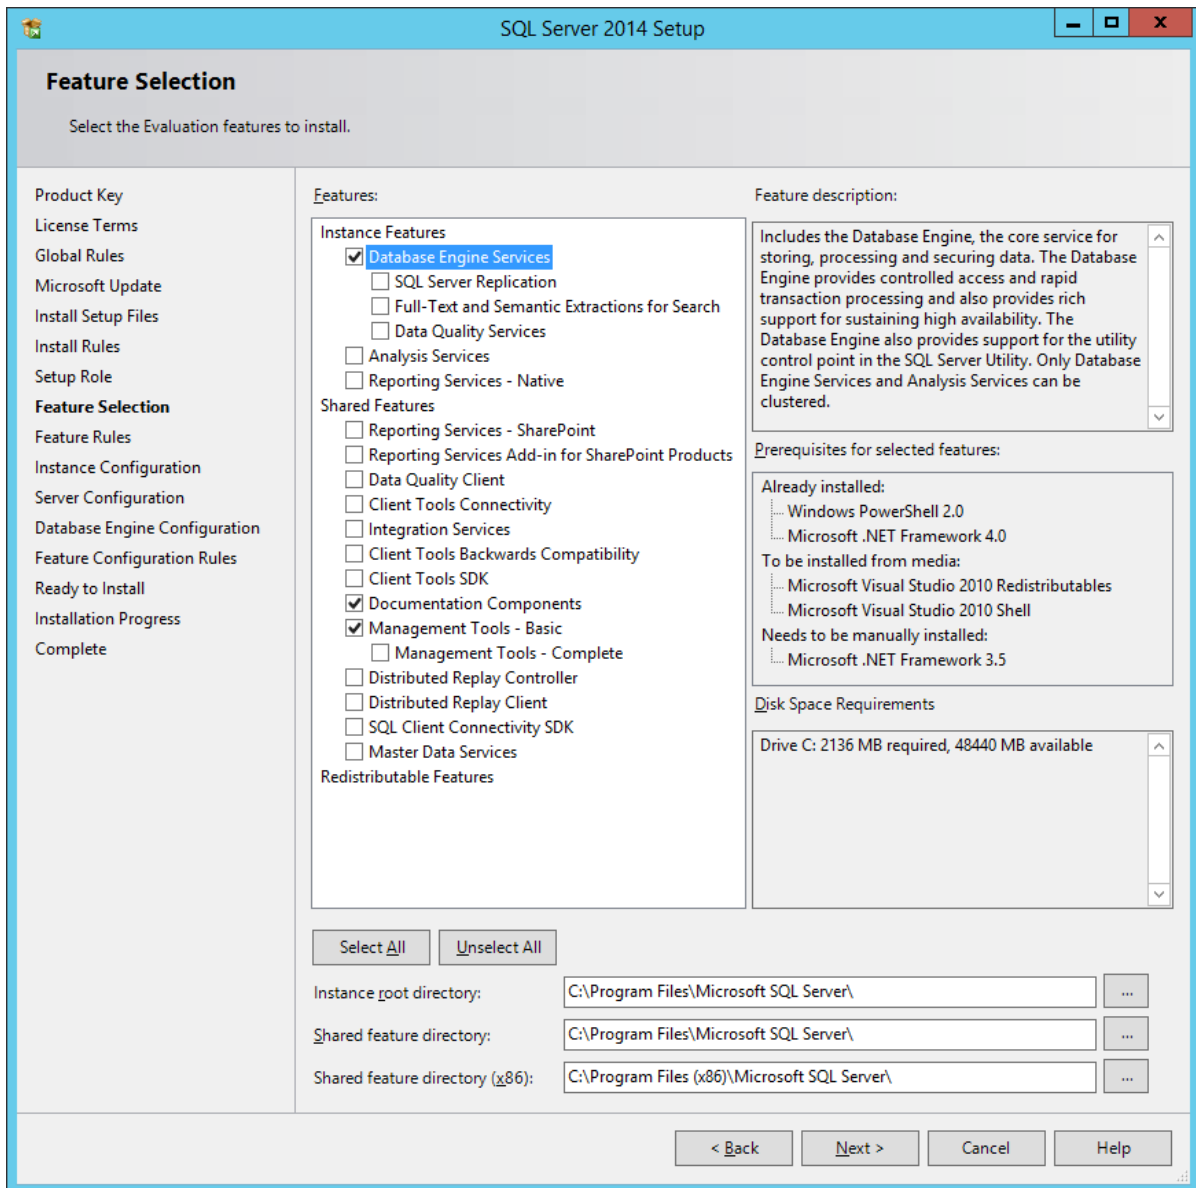 SQL Server 2014 Setup
Feature Selection
Select the Evaluation features to install.
Product Key
License Terms
Global Rules
Microsoft Update
Install Setup Files
Install Rules
Setup Role
Feature Selection
Feature Rules
Instance Configuration
Server Configuration
Database Engine Configuration
Feature Configuration Rules
Ready to Install
Installation Progress
Complete
Features:
Instance Features
Database Engine Services
SQL Server Replication
Full-Text and Semantic Extractions for Search
Data Quality Services
Analysis Services
Reporting Services - Native
Shared Features
Reporting Services - SharePoint
Reporting Services Add-in for SharePoint Products
Data Quality Client
Client Tools Connectivity
Integration Services
Client Tools Backwards Compatibility
Client Tools SDK
Documentation Components
Management Tools - Basic
Management Tools - Complete
Distributed Replay Controller
Distributed Replay Client
SQL Client Connectivity SDK
Master Data Services
Redistributable Features
Feature description:
Includes the Database Engine, the core service for
storing, processing and securing data. The Database
Engine provides controlled access and rapid
transaction processing and also provides rich
support for sustaining high availability. The
Database Engine also provides support for the utility
control point in the SQL Server Utility. Only Database
Engine Services and Analysis Services can be
clustered.
Prerequisites for selected features:
Already installed:
Windows PowerShell 2.0
Microsoft .NET Framework 4.0
To be installed from media:
Microsoft Visual Studio 2010 Redistributables
Microsoft Visual Studio 2010 Shell
Needs to be manually installed:
Microsoft .NET Framework 3.5
Disk Space Requirements
Drive C: 2136 MB required, 48440 MB available
Select All
Unselect All
Instance root directory:
C:\Program Files\Microsoft SQL Server\
...
Shared feature directory:
C:\Program Files\Microsoft SQL Server\
...
Shared feature directory (x86):
C:\Program Files (x86)\Microsoft SQL Server\
...
< Back
Next >
Cancel
Help